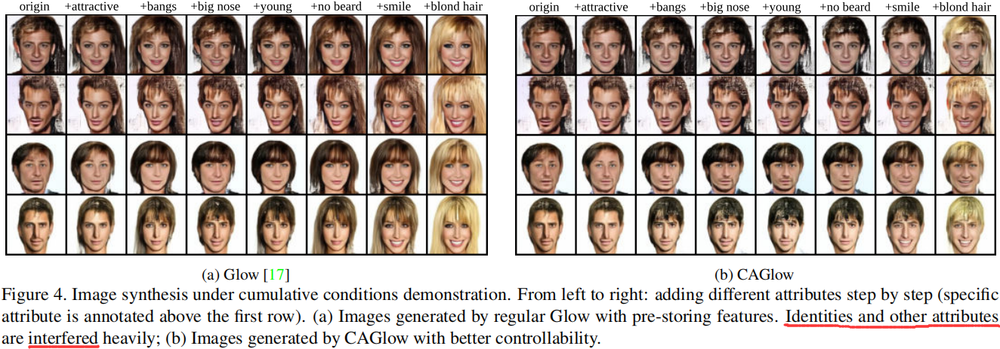 origin +attractive +bangs +big nose +young +no beard +smile +blond hair
origin +attractive +bangs +big nose +young +no beard +smile +blond hair
(a) Glow [17]
(b) CAGlow
Figure 4. Image synthesis under cumulative conditions demonstration. From left to right: adding different attributes step by step (specific
attribute is annotated above the first row). (a) Images generated by regular Glow with pre-storing features. Identities and other attributes
are interfered heavily; (b) Images generated by CAGlow with better controllability.